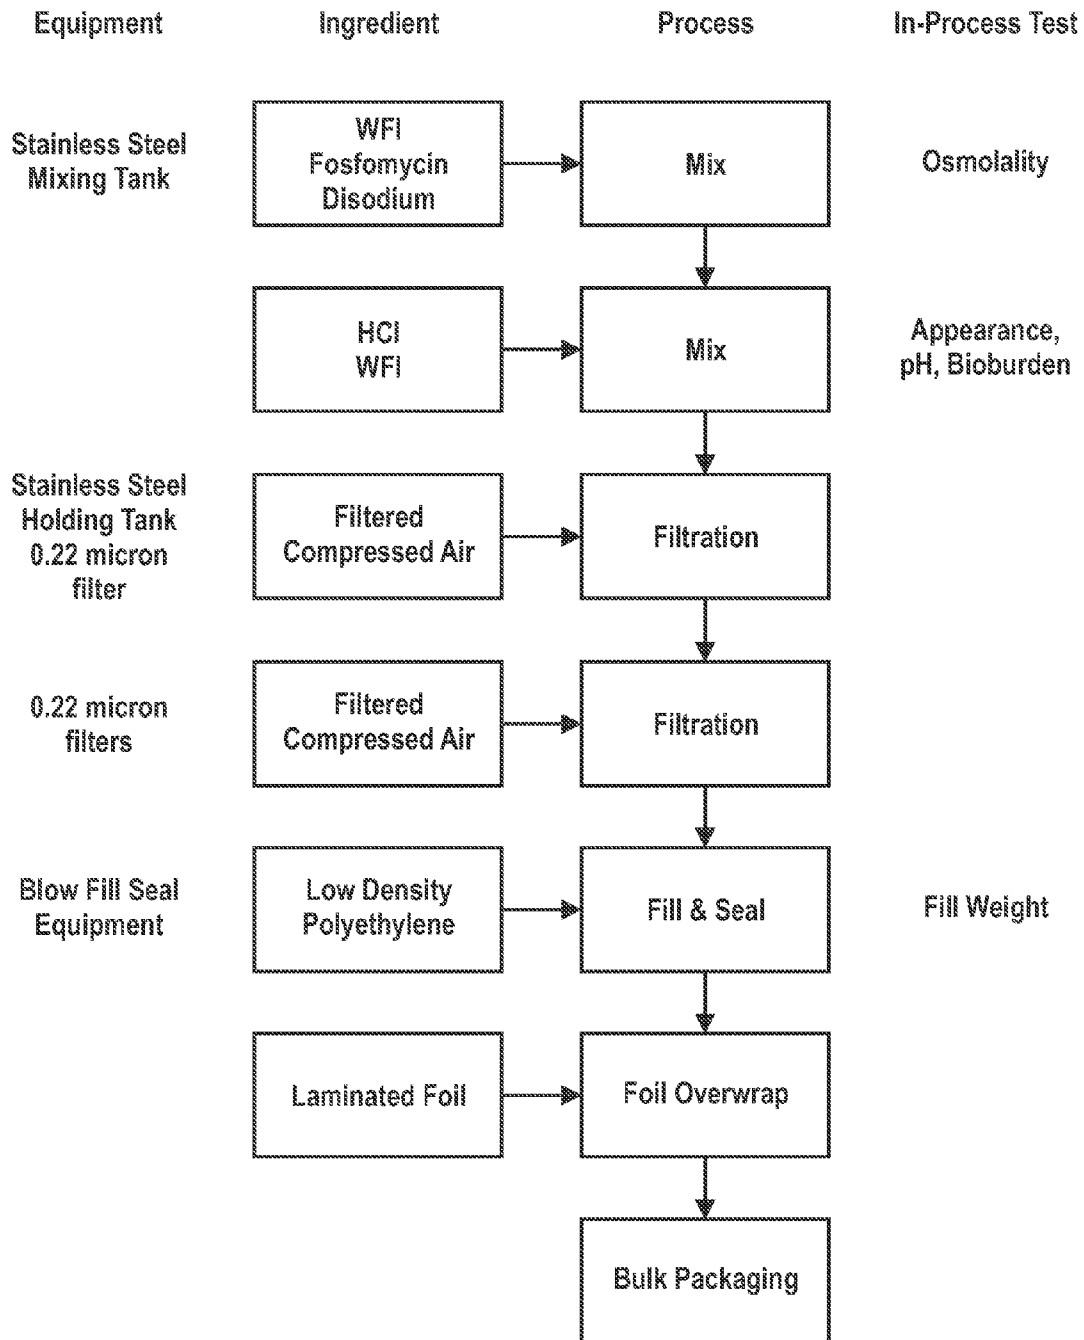 Equipment
Ingredient
Process
In-Process Test
Stainless Steel
Mixing Tank
WFI
Fosfomycin
Disodium
Mix
Osmolality
HCl
WFI
Mix
Appearance,
pH, Bioburden
Stainless Steel
Holding Tank
0.22 micron
filter
Filtered
Compressed Air
Filtration
0.22 micron
filters
Filtered
Compressed Air
Filtration
Blow Fill Seal
Equipment
Low Density
Polyethylene
Fill & Seal
Fill Weight
Laminated Foil
Foil Overwrap
Bulk Packaging